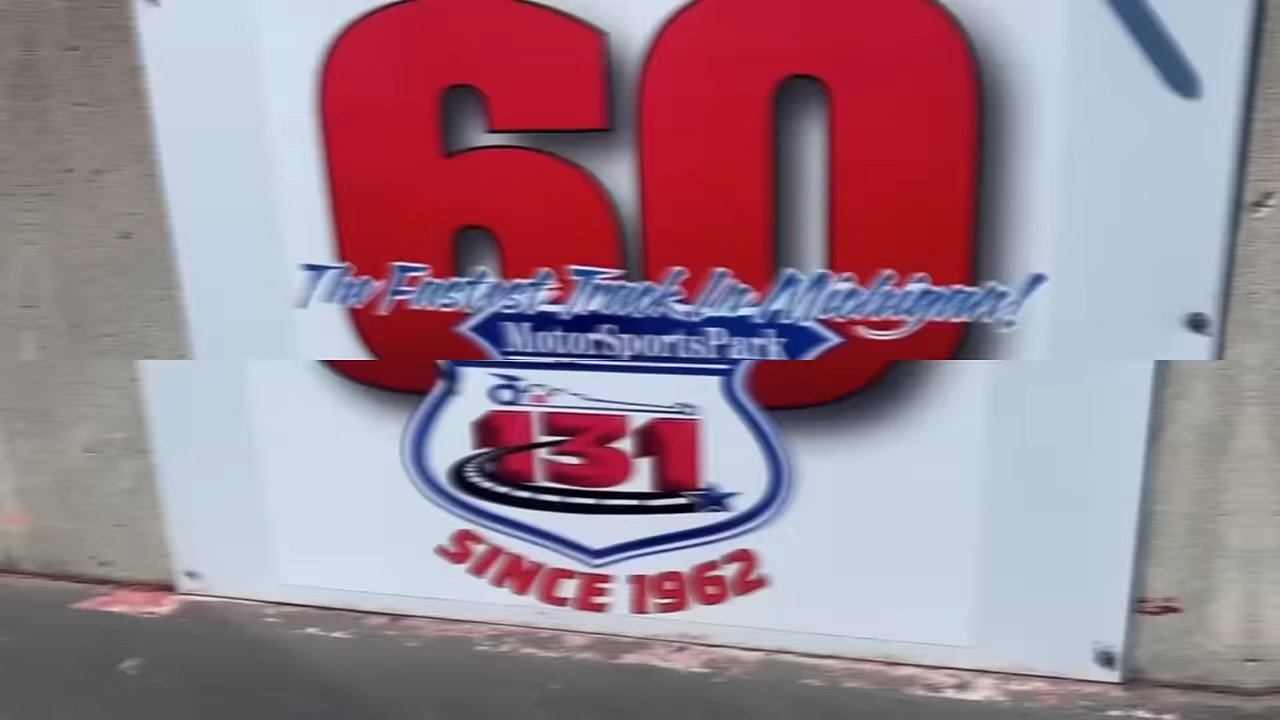 60
The Fastest Track In Michigan!
MotorSportsPark
131
SINCE 1962